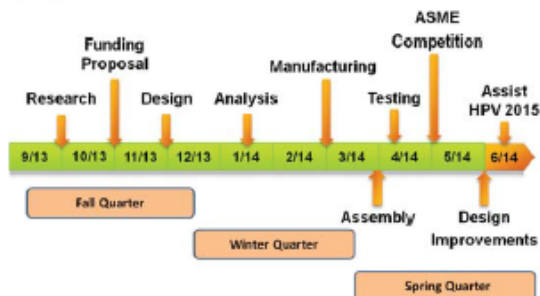 ASME
Competition
Funding
Proposal
Manufacturing
Assist
HPV 2015
Research
Design
Analysis
Testing
9/13 10/13 11/13 12/13 1/14 2/14 3/14 4/14 5/14 6/14
Fall Quarter
Assembly
Design
Improvements
Winter Quarter
Spring Quarter